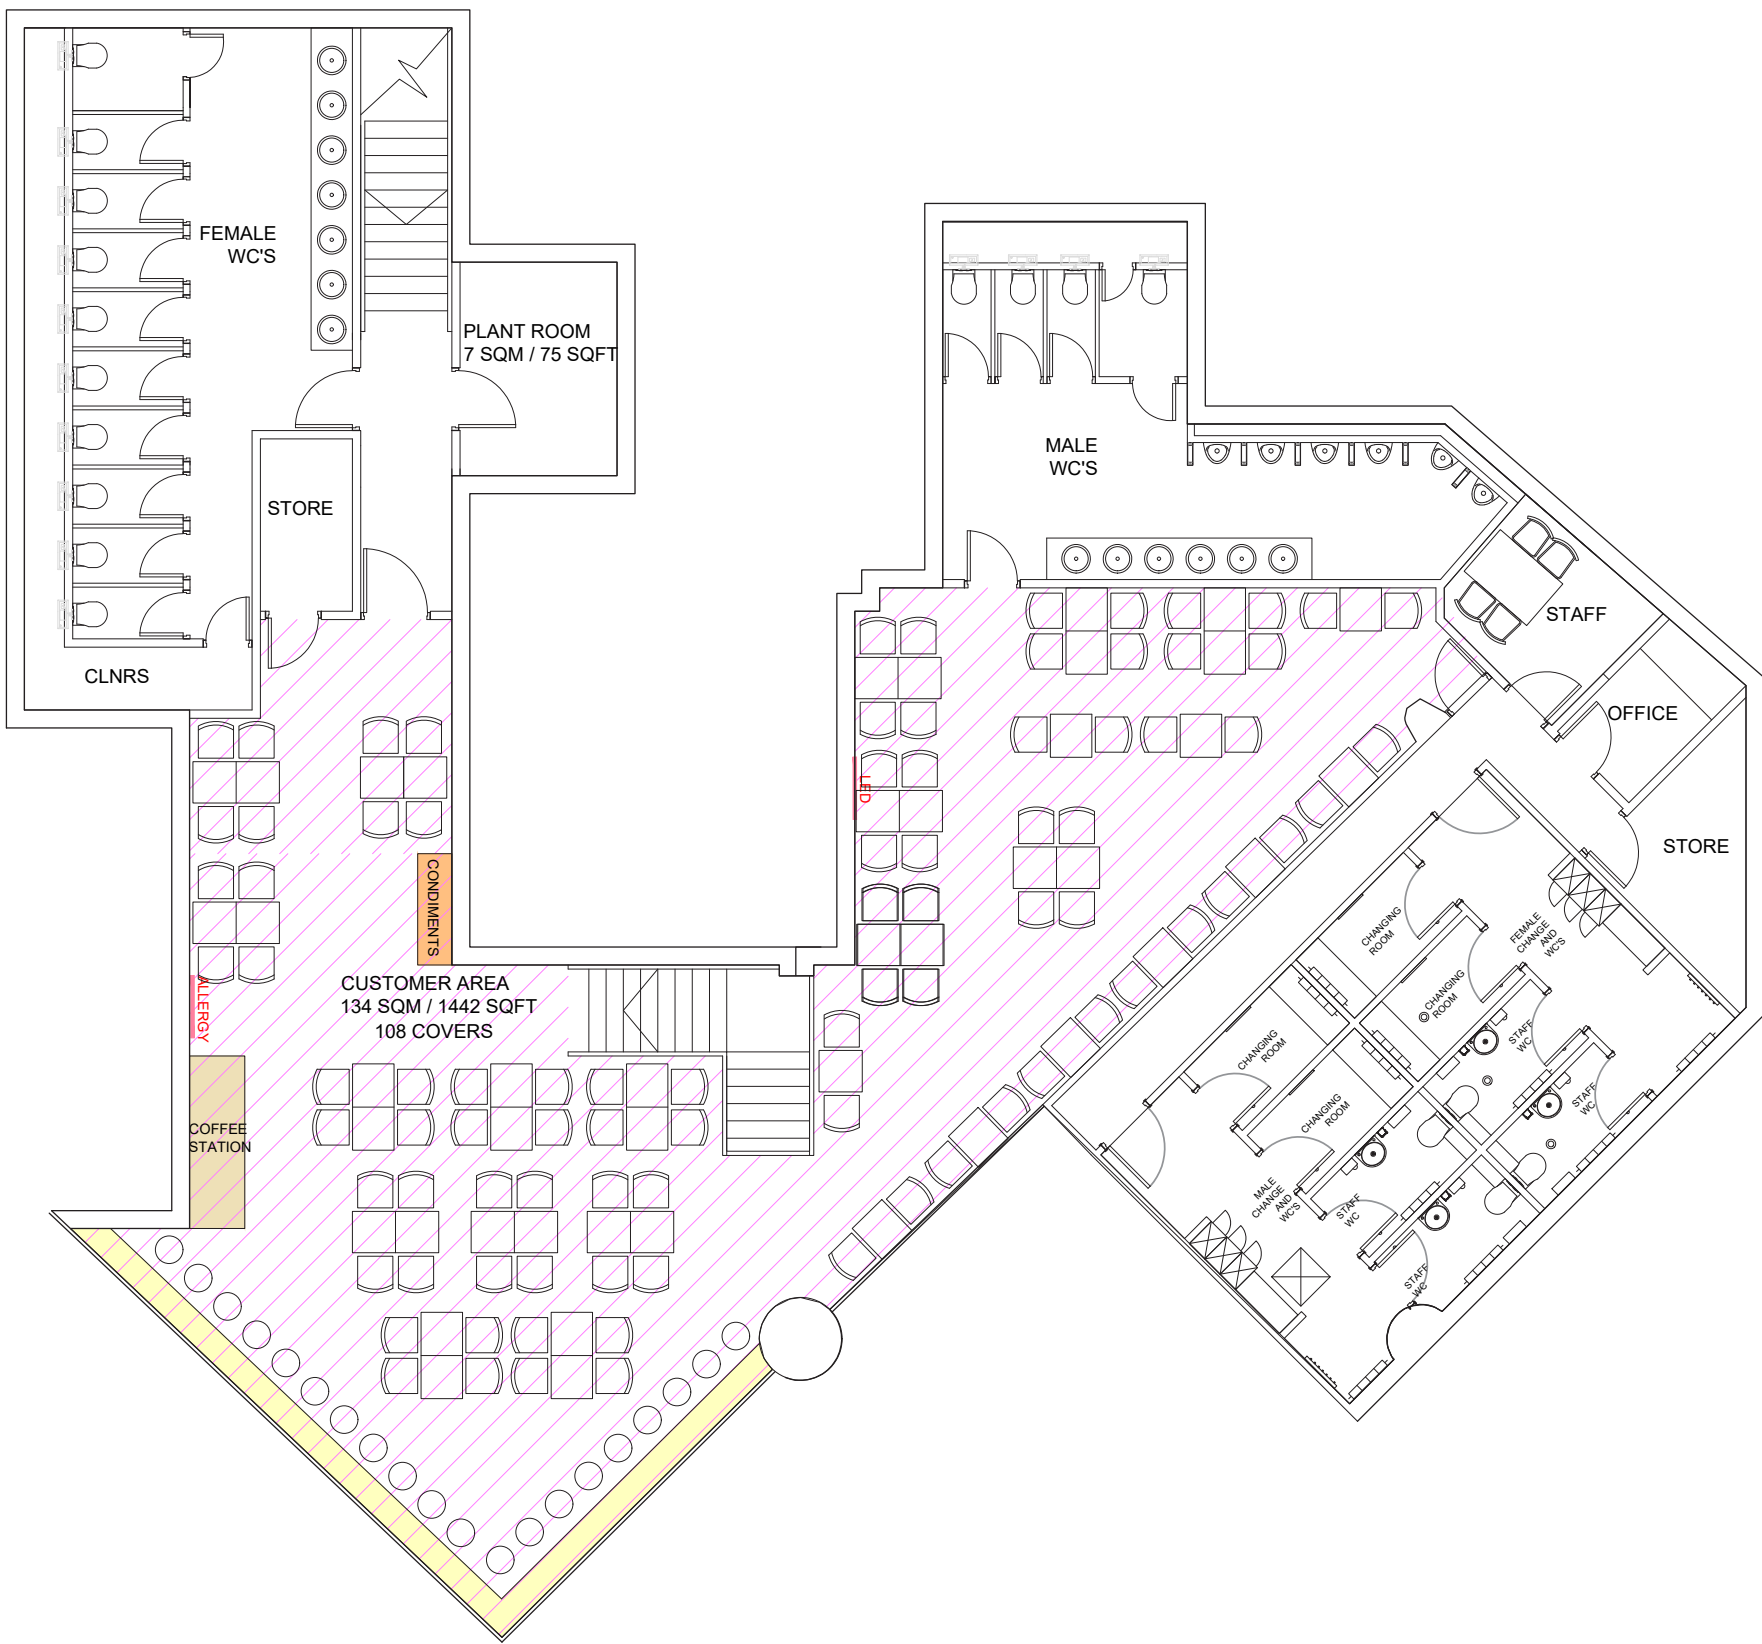 FEMALE
WC'S
PLANT ROOM
7 SQM / 75 SQFT
MALE
WC'S
STORE
STAFF
CLNRS
OFFICE
LED
STORE
CONDIMENTS
CHANGING
ROOM
FEMALE
CHANGE
AND
WC'S
CUSTOMER AREA
134 SQM / 1442 SQFT
108 COVERS
ALLERGY
CHANGING
ROOM
STAFF
WC
CHANGING
ROOM
CHANGING
ROOM
STAFF
WC
COFFEE
STATION
MALE
CHANGE
AND
WC'S
STAFF
WC
STAFF
WC